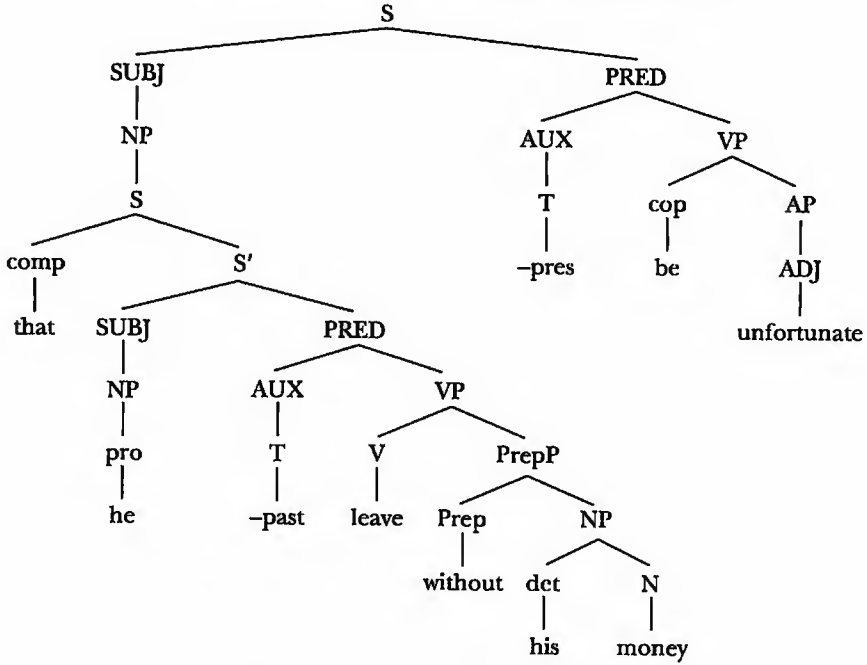 S
SUBJ PRED
NP AUX VP
S T cop AP
comp S' –pres be ADJ
that SUBJ PRED unfortunate
NP AUX VP
pro T V PrepP
he –past leave Prep NP
without det N
his money